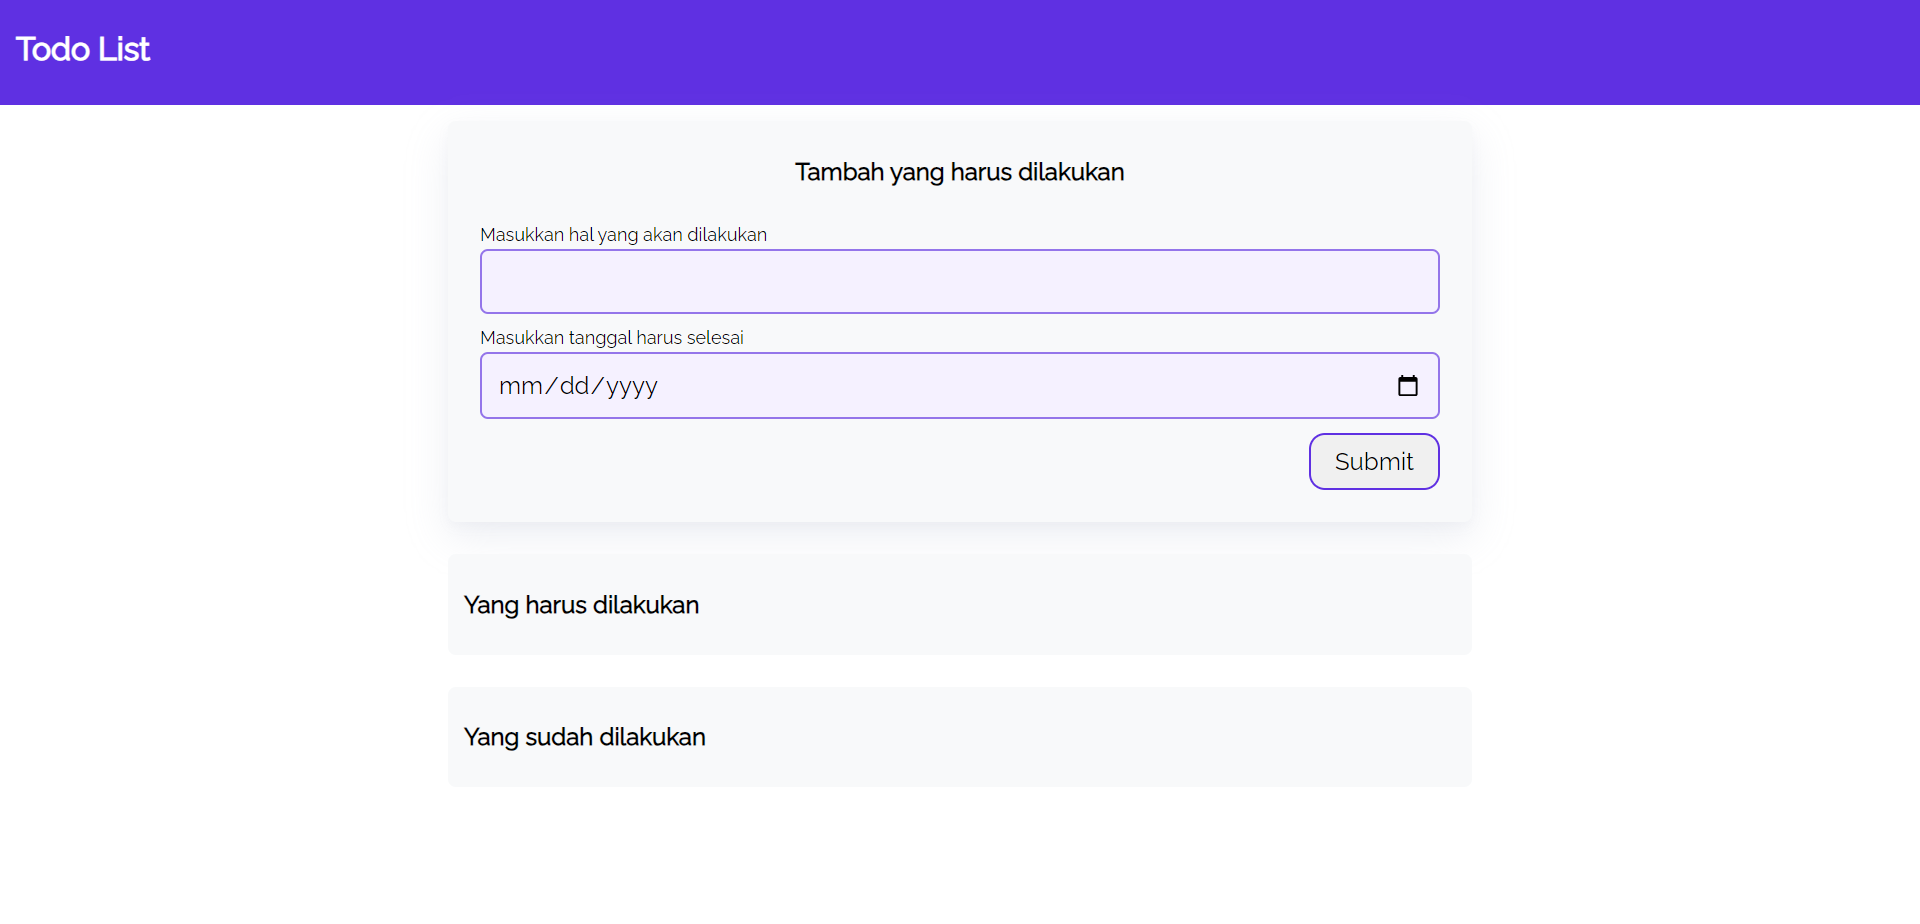 Todo List
Tambah yang harus dilakukan
Masukkan hal yang akan dilakukan
Masukkan tanggal harus selesai
mm/dd/yyyy
Submit
Yang harus dilakukan
Yang sudah dilakukan